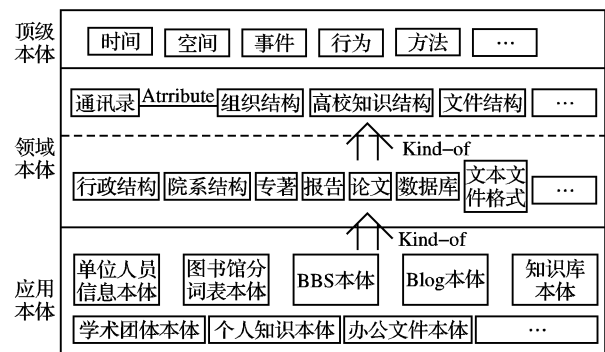 顶级
本体
时间 空间 事件 行为 方法 …
通讯录 Atrribute 组织结构 高校知识结构 文件结构 …
领域
本体
Kind-of
行政结构 院系结构 专著 报告 论文 数据库 文本文
件格式 …
Kind-of
应用
本体
单位人员
信息本体
图书馆分
词表本体
BBS本体
Blog本体
知识库
本体
学术团体本体 个人知识本体 办公文件本体 …